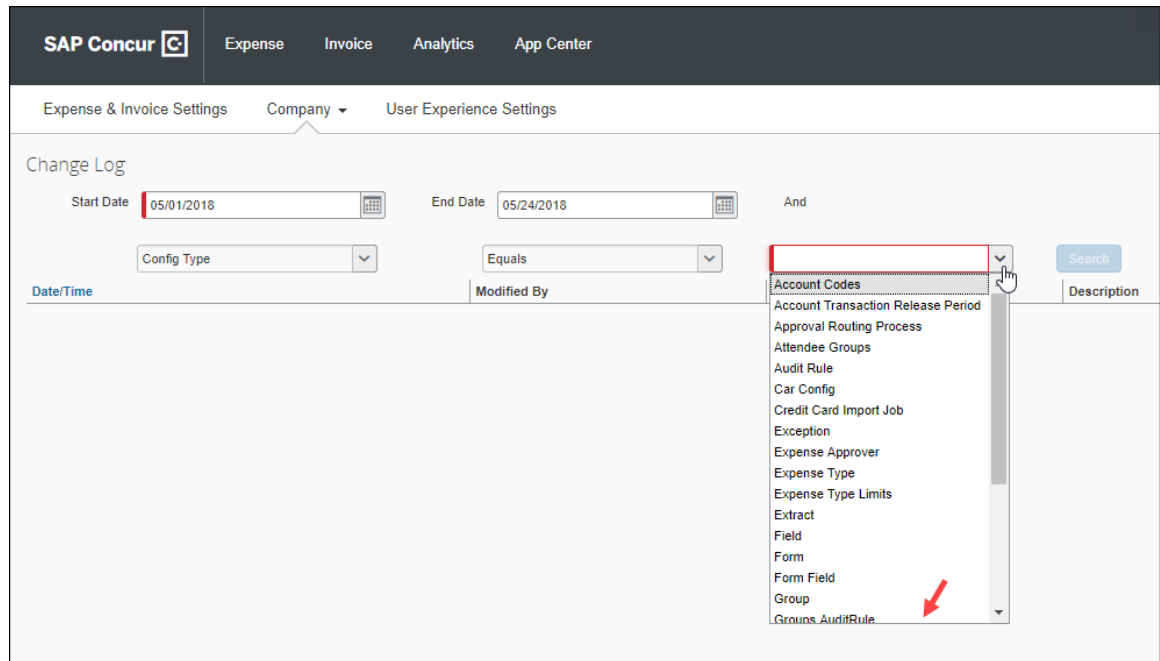 SAP Concur C Expense Invoice Analytics App Center
Expense & Invoice Settings Company User Experience Settings
Change Log
Start Date 05/01/2018 End Date 05/24/2018 And
Config Type Equals Search
Date/Time Modified By Description
Account Codes
Account Transaction Release Period
Approval Routing Process
Attendee Groups
Audit Rule
Car Config
Credit Card Import Job
Exception
Expense Approver
Expense Type
Expense Type Limits
Extract
Field
Form
Form Field
Group
Groups AuditRule